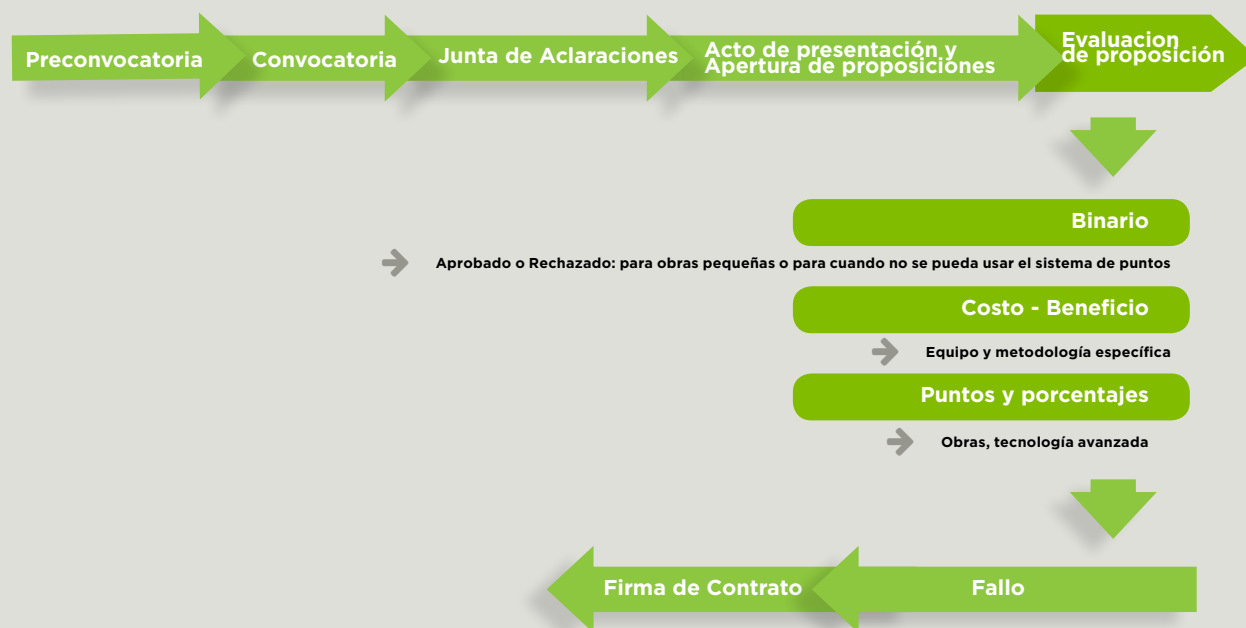 Preconvocatoria
Convocatoria
Junta de Aclaraciones
Acto de presentación y
Apertura de proposiciones
Evaluacion
de proposición
Binario
Aprobado o Rechazado: para obras pequeñas o para cuando no se pueda usar el sistema de puntos
Costo - Beneficio
Equipo y metodología específica
Puntos y porcentajes
Obras, tecnología avanzada
Firma de Contrato
Fallo